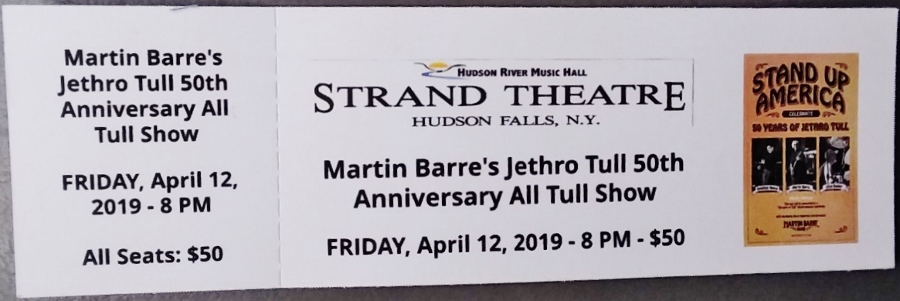 Martin Barre's
Jethro Tull 50th
Anniversary All
Tull Show
FRIDAY, April 12,
2019 - 8 PM
All Seats: $50
HUDSON RIVER MUSIC HALL
STRAND THEATRE
HUDSON FALLS, N.Y.
Martin Barre's Jethro Tull 50th
Anniversary All Tull Show
FRIDAY, April 12, 2019 - 8 PM - $50
STAND UP
AMERICA
CELEBRATE
50 YEARS OF JETHRO TULL
MARTIN BARRE